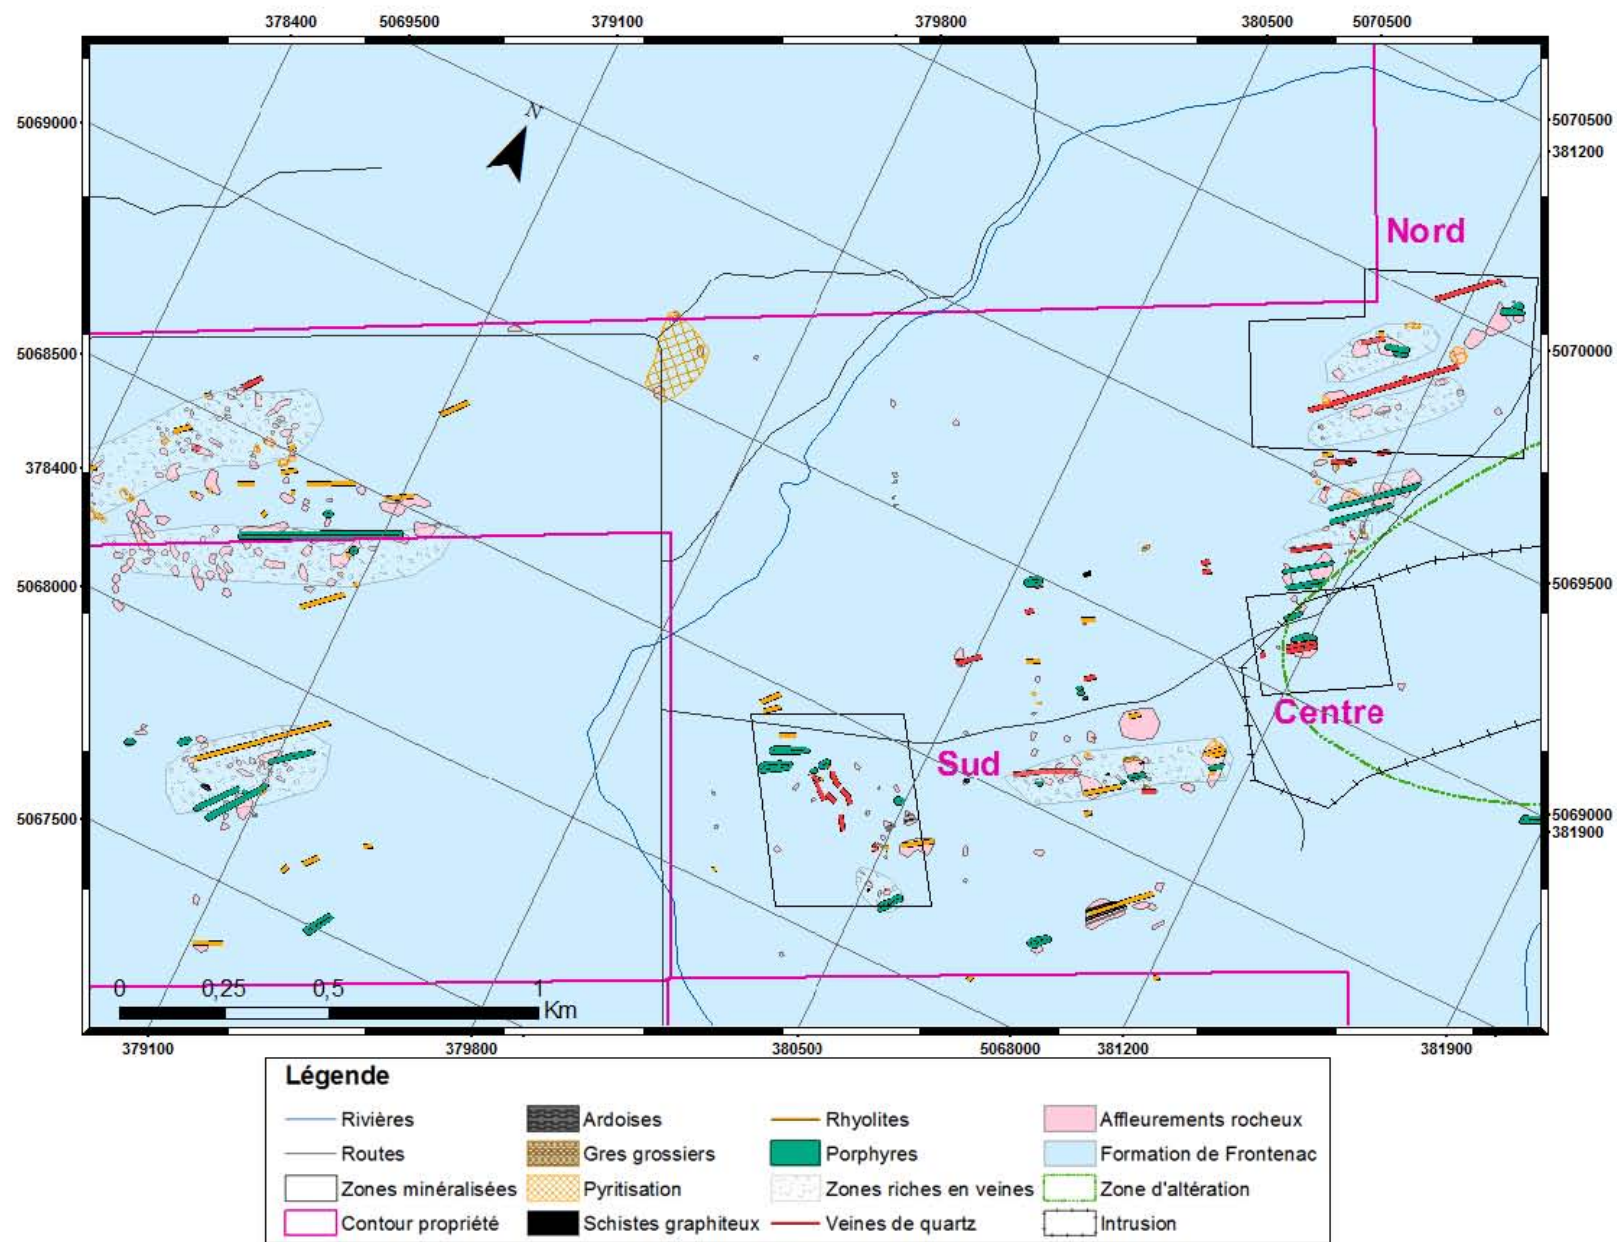 378400 5069500 379100 379800 380500 5070500
5069000
N
5070500
381200
Nord
5068500
5070000
378400
5068000
5069500
Centre
Sud
5067500
5069000
381900
0 0,25 0,5 1
Km
379100 379800 380500 5068000 381200 381900
Légende
Rivières Ardoises Rhyolites Affleurements rocheux
Routes Gres grossiers Porphyres Formation de Frontenac
Zones minéralisées Pyritisation Zones riches en veines Zone d'altération
Contour propriété Schistes graphiteux Veines de quartz Intrusion